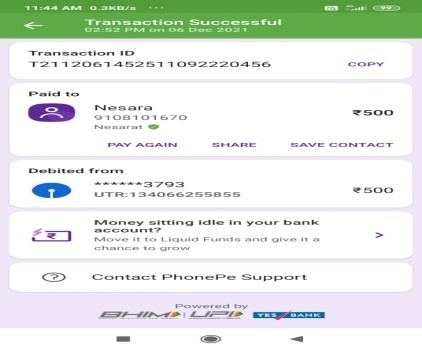 11:44 AM 0.3KB/s ...
99
Transaction Successful
02:52 PM on 06 Dec 2021
Transaction ID
T2112061452511092220456 COPY
Paid to
Nesara ₹500
9108101670
Nesarat
PAY AGAIN SHARE SAVE CONTACT
Debited from
******3793 ₹500
UTR:134066255855
Money sitting idle in your bank
account?
Move it to Liquid Funds and give it a
chance to grow
Contact PhonePe Support
Powered by
BHIM UPI YES BANK